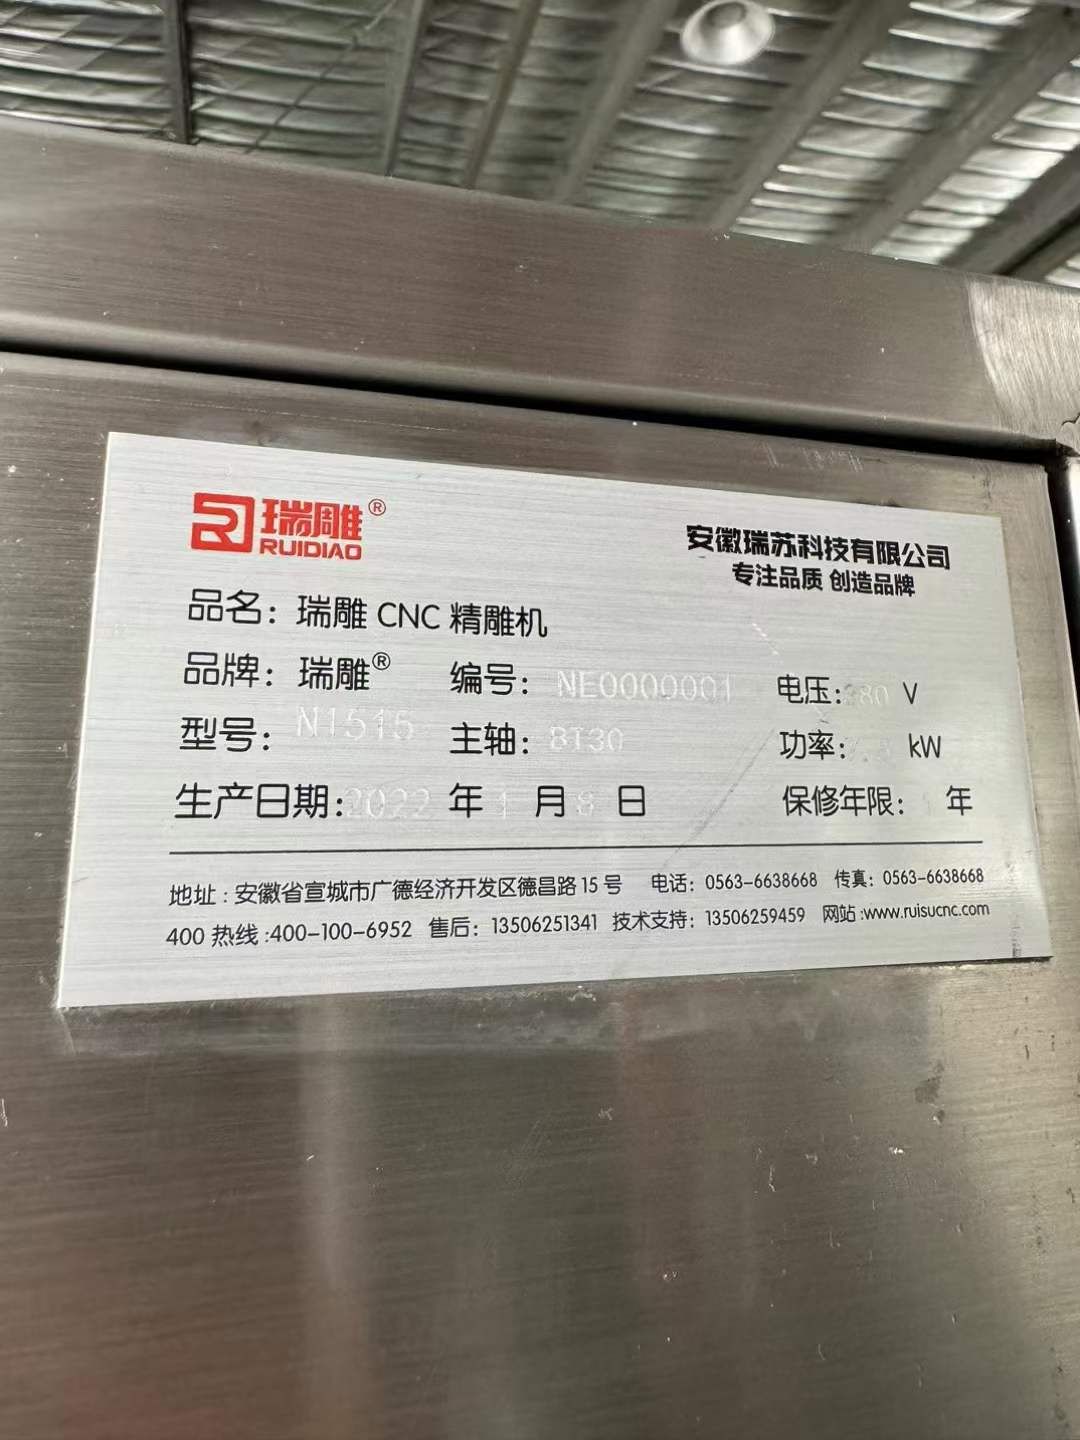 瑞雕®
RUIDIAO
安徽瑞苏科技有限公司
专注品质 创造品牌
品名：瑞雕 CNC 精雕机
品牌：瑞雕® 编号：NE0000001 电压：380 V
型号：N1515 主轴：BT30 功率： kW
生产日期：2022 年 1 月 8 日 保修年限： 年
地址：安徽省宣城市广德经济开发区德昌路 15 号 电话：0563-6638668 传真：0563-6638668
400 热线:400-100-6952 售后：13506251341 技术支持：13506259459 网站:www.ruisucnc.com